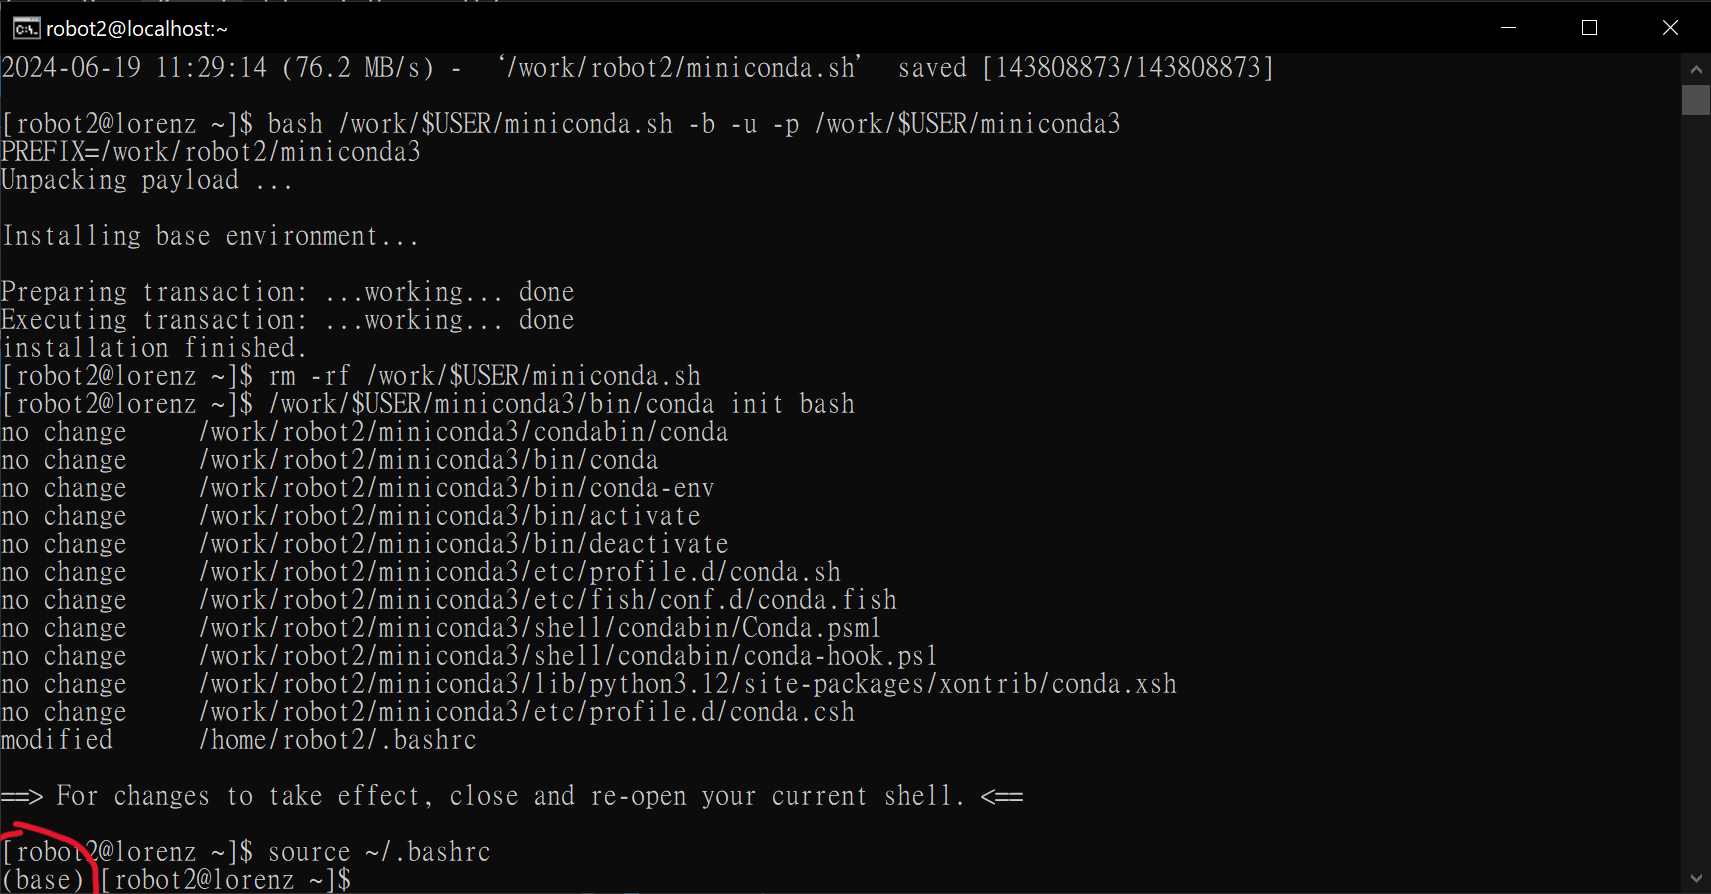 robot2@localhost:~
2024-06-19 11:29:14 (76.2 MB/s) - ‘/work/robot2/miniconda.sh’ saved [143808873/143808873]
[robot2@lorenz ~]$ bash /work/$USER/miniconda.sh -b -u -p /work/$USER/miniconda3
PREFIX=/work/robot2/miniconda3
Unpacking payload ...
Installing base environment...
Preparing transaction: ...working... done
Executing transaction: ...working... done
installation finished.
[robot2@lorenz ~]$ rm -rf /work/$USER/miniconda.sh
[robot2@lorenz ~]$ /work/$USER/miniconda3/bin/conda init bash
no change     /work/robot2/miniconda3/condabin/conda
no change     /work/robot2/miniconda3/bin/conda
no change     /work/robot2/miniconda3/bin/conda-env
no change     /work/robot2/miniconda3/bin/activate
no change     /work/robot2/miniconda3/bin/deactivate
no change     /work/robot2/miniconda3/etc/profile.d/conda.sh
no change     /work/robot2/miniconda3/etc/fish/conf.d/conda.fish
no change     /work/robot2/miniconda3/shell/condabin/Conda.psm1
no change     /work/robot2/miniconda3/shell/condabin/conda-hook.ps1
no change     /work/robot2/miniconda3/lib/python3.12/site-packages/xontrib/conda.xsh
no change     /work/robot2/miniconda3/etc/profile.d/conda.csh
modified      /home/robot2/.bashrc
==> For changes to take effect, close and re-open your current shell. <==
[robot2@lorenz ~]$ source ~/.bashrc
(base) [robot2@lorenz ~]$